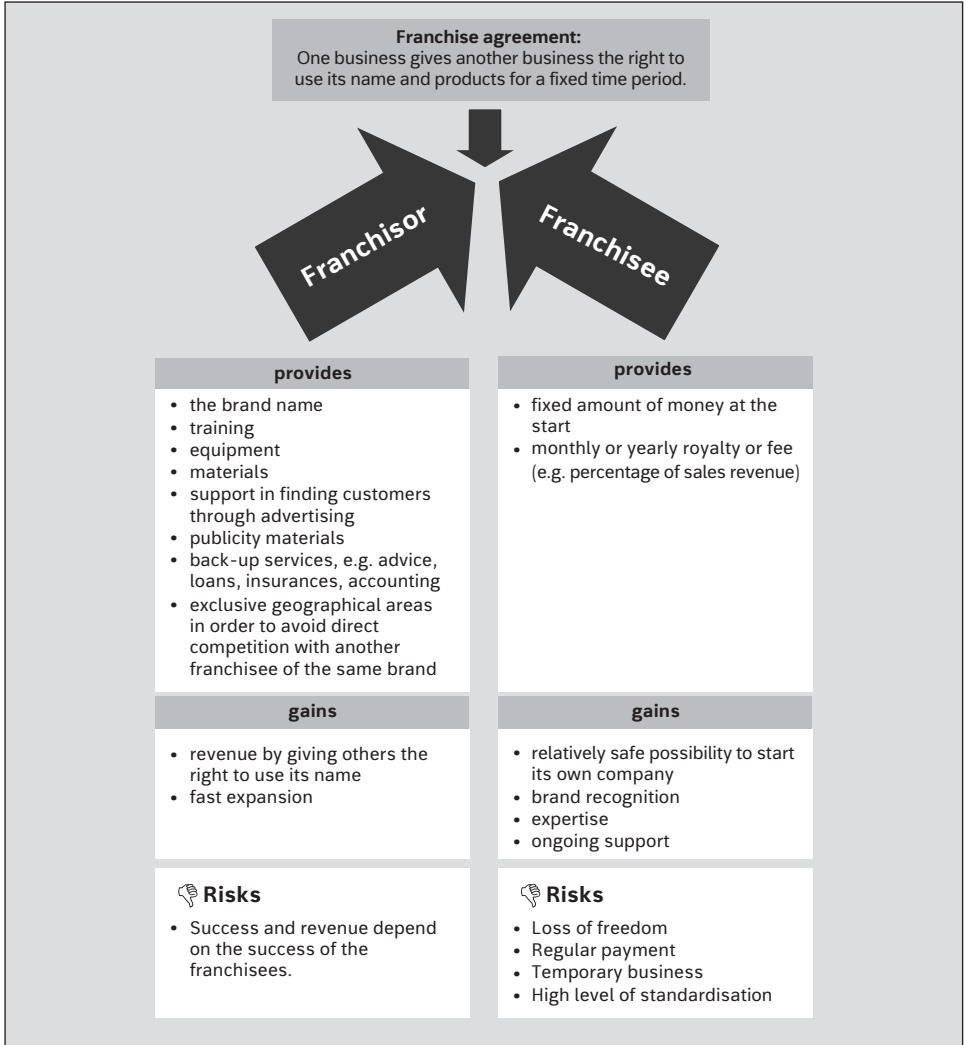 Franchise agreement:
One business gives another business the right to
use its name and products for a fixed time period.
Franchisor
Franchisee
provides
• the brand name
• training
• equipment
• materials
• support in finding customers
through advertising
• publicity materials
• back-up services, e.g. advice,
loans, insurances, accounting
• exclusive geographical areas
in order to avoid direct
competition with another
franchisee of the same brand
provides
• fixed amount of money at the
start
• monthly or yearly royalty or fee
(e.g. percentage of sales revenue)
gains
• revenue by giving others the
right to use its name
• fast expansion
gains
• relatively safe possibility to start
its own company
• brand recognition
• expertise
• ongoing support
Risks
• Success and revenue depend
on the success of the
franchisees.
Risks
• Loss of freedom
• Regular payment
• Temporary business
• High level of standardisation